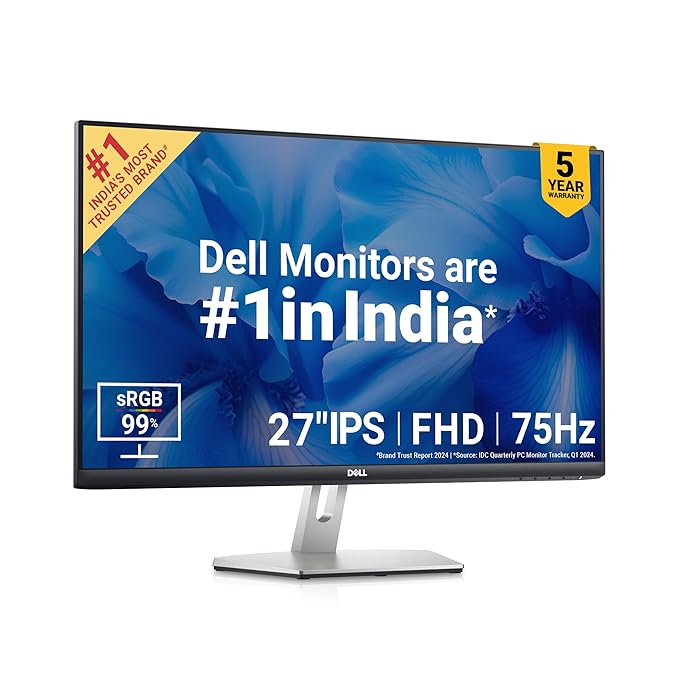 #1
INDIA'S MOST
TRUSTED BRAND#
5
YEAR
WARRANTY
Dell Monitors are
#1 in India*
sRGB
99%
27"IPS | FHD | 75Hz
#Brand Trust Report 2024 | *Source: IDC Quarterly PC Monitor Tracker, Q1 2024.
DELL